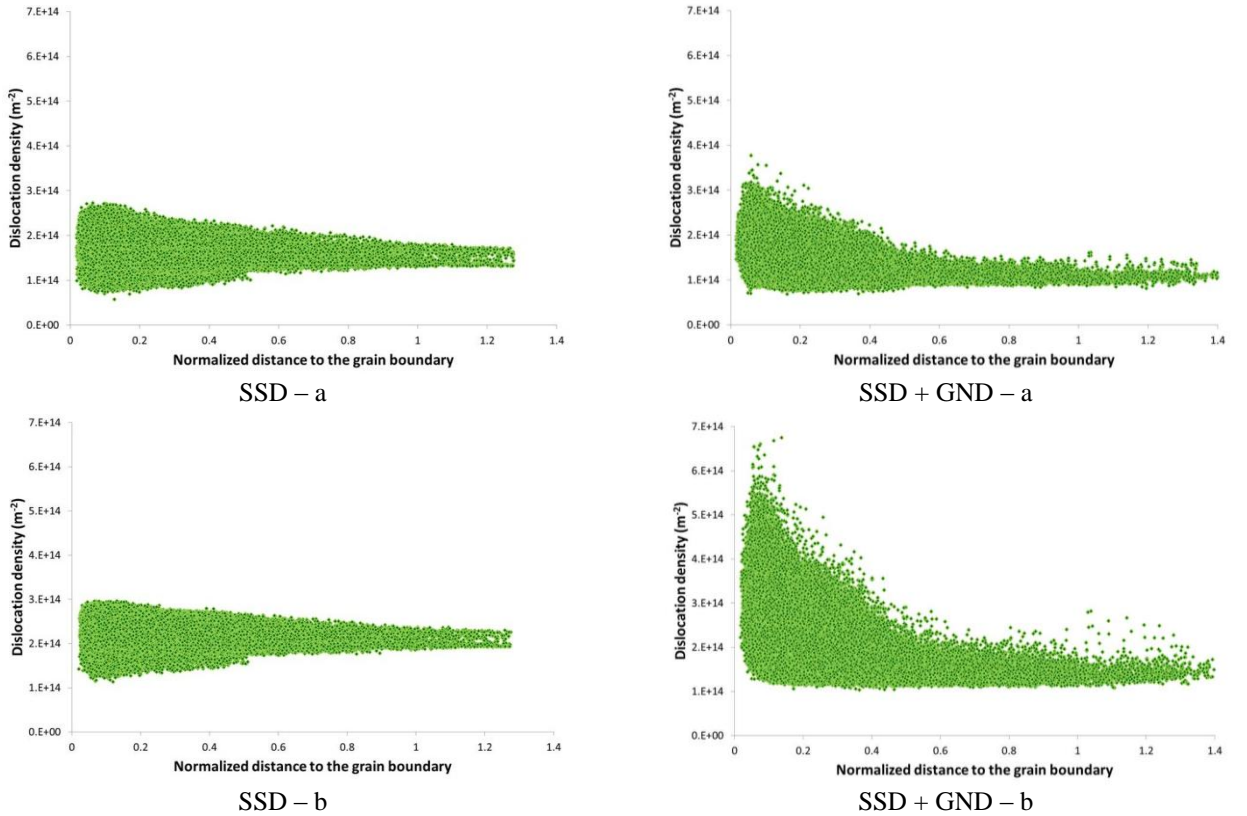 7.E+14
6.E+14
5.E+14
4.E+14
3.E+14
2.E+14
1.E+14
0.E+00
Dislocation density (m⁻²)
0 0.2 0.4 0.6 0.8 1 1.2 1.4
Normalized distance to the grain boundary
SSD – a
7.E+14
6.E+14
5.E+14
4.E+14
3.E+14
2.E+14
1.E+14
0.E+00
Dislocation density (m⁻²)
0 0.2 0.4 0.6 0.8 1 1.2 1.4
Normalized distance to the grain boundary
SSD + GND – a
7.E+14
6.E+14
5.E+14
4.E+14
3.E+14
2.E+14
1.E+14
0.E+00
Dislocation density (m⁻²)
0 0.2 0.4 0.6 0.8 1 1.2 1.4
Normalized distance to the grain boundary
SSD – b
7.E+14
6.E+14
5.E+14
4.E+14
3.E+14
2.E+14
1.E+14
0.E+00
Dislocation density (m⁻²)
0 0.2 0.4 0.6 0.8 1 1.2 1.4
Normalized distance to the grain boundary
SSD + GND – b